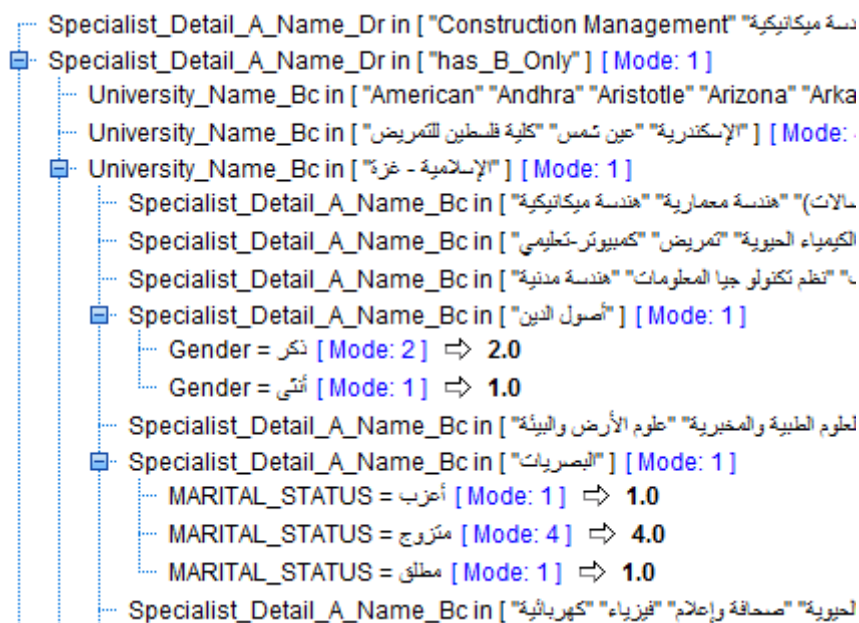 Specialist_Detail_A_Name_Dr in [ "Construction Management" "هندسة ميكانيكية"
Specialist_Detail_A_Name_Dr in [ "has_B_Only" ] [ Mode: 1 ]
University_Name_Bc in [ "American" "Andhra" "Aristotle" "Arizona"
University_Name_Bc in [ "الإسكندرية" "عين شمس" "كلية فلسطين للتمريض" ] [ Mode:
University_Name_Bc in [ "الإسلامية - غزة" ] [ Mode: 1 ]
Specialist_Detail_A_Name_Bc in [ "هندسة ميكانيكية" "هندسة معمارية"
Specialist_Detail_A_Name_Bc in [ "كمبيوتر-تعليمي" "تمريض" "الكيمياء الحيوية"
Specialist_Detail_A_Name_Bc in [ "هندسة مدنية" "نظم تكنولو جيا المعلومات"
Specialist_Detail_A_Name_Bc in [ "أصول الدين" ] [ Mode: 1 ]
Gender = ذكر [ Mode: 2 ] ⇨ 2.0
Gender = أنثى [ Mode: 1 ] ⇨ 1.0
Specialist_Detail_A_Name_Bc in [ "علوم الأرض والبيئة" "العلوم الطبية والمخبرية"
Specialist_Detail_A_Name_Bc in [ "البصريات" ] [ Mode: 1 ]
MARITAL_STATUS = أعزب [ Mode: 1 ] ⇨ 1.0
MARITAL_STATUS = متزوج [ Mode: 4 ] ⇨ 4.0
MARITAL_STATUS = مطلق [ Mode: 1 ] ⇨ 1.0
Specialist_Detail_A_Name_Bc in [ "كهربائية" "فيزياء" "صحافة وإعلام" الحيوية"